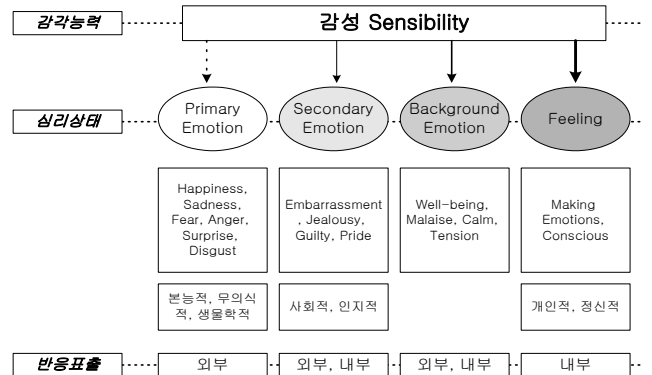 감각능력
감성 Sensibility
심리상태
Primary
Emotion
Secondary
Emotion
Background
Emotion
Feeling
Happiness,
Sadness,
Fear, Anger,
Surprise,
Disgust
Embarrassment
, Jealousy,
Guilty, Pride
Well-being,
Malaise, Calm,
Tension
Making
Emotions,
Conscious
본능적, 무의식
적, 생물학적
사회적, 인지적
개인적, 정신적
반응표출
외부
외부, 내부
외부, 내부
내부